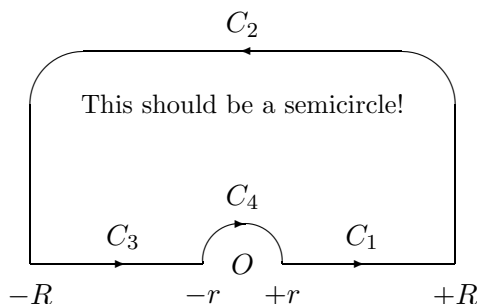 C₂
This should be a semicircle!
C₄
C₃ O C₁
−R −r +r +R